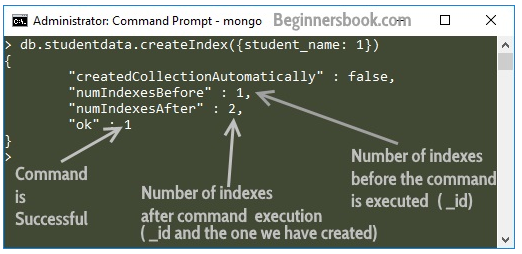 Administrator: Command Prompt - mongo
Beginnersbook.com
> db.studentdata.createIndex({student_name: 1})
{
"createdCollectionAutomatically" : false,
"numIndexesBefore" : 1,
"numIndexesAfter" : 2,
"ok" : 1
}
>
Command
is
Successful
Number of indexes
after command execution
( _id and the one we have created)
Number of indexes
before the command
is executed ( _id)